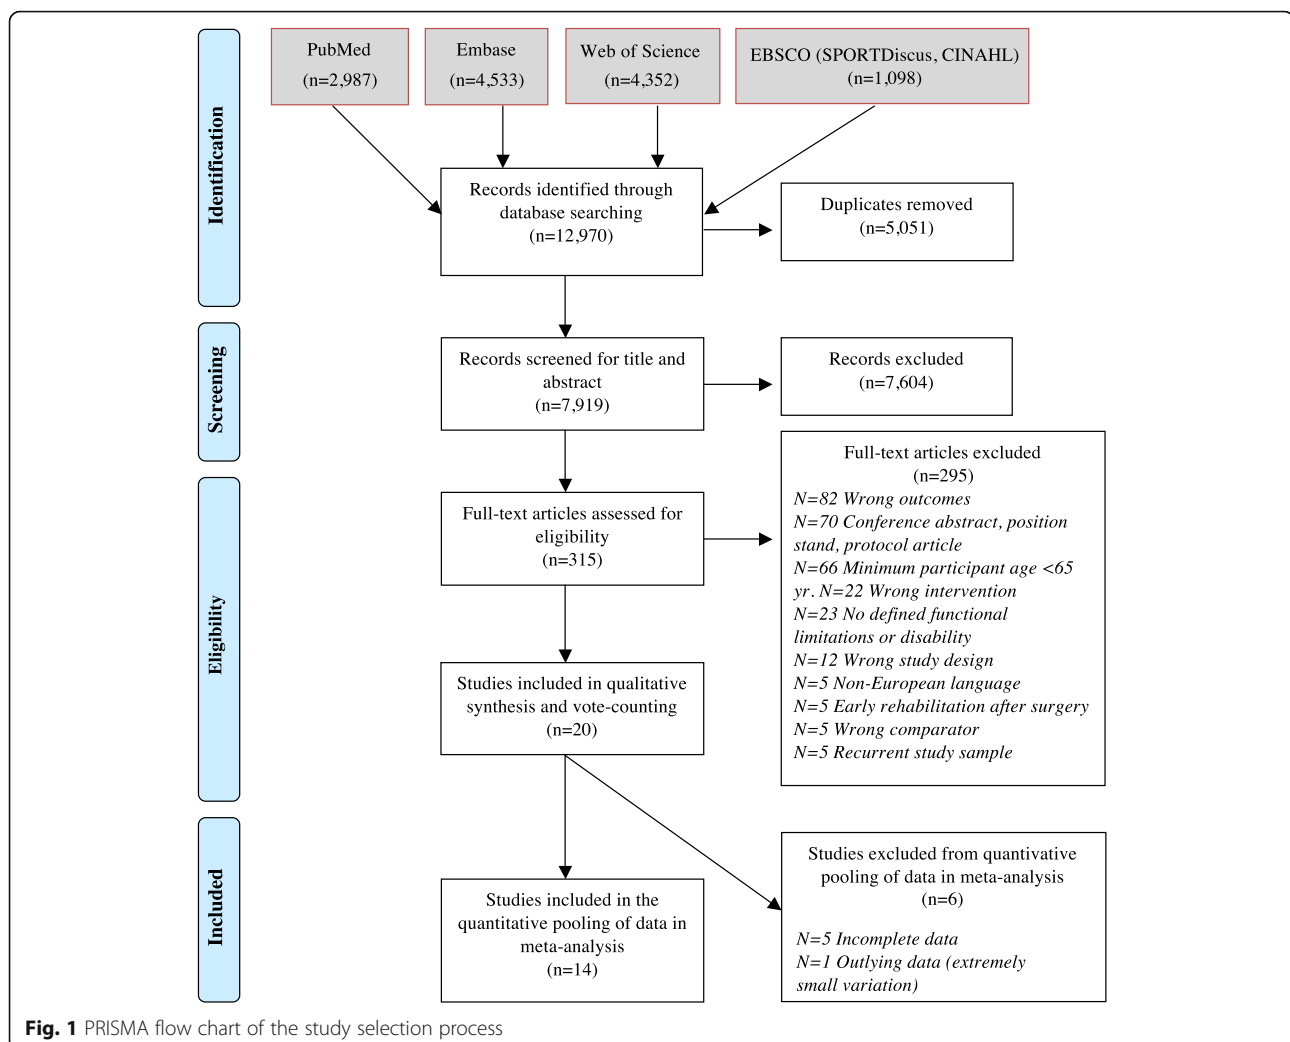 PubMed
(n=2,987)
Embase
(n=4,533)
Web of Science
(n=4,352)
EBSCO (SPORTDiscus, CINAHL)
(n=1,098)
Identification
Records identified through
database searching
(n=12,970)
Duplicates removed
(n=5,051)
Screening
Records screened for title and
abstract
(n=7,919)
Records excluded
(n=7,604)
Eligibility
Full-text articles assessed for
eligibility
(n=315)
Full-text articles excluded
(n=295)
N=82 Wrong outcomes
N=70 Conference abstract, position
stand, protocol article
N=66 Minimum participant age <65
yr. N=22 Wrong intervention
N=23 No defined functional
limitations or disability
N=12 Wrong study design
N=5 Non-European language
N=5 Early rehabilitation after surgery
N=5 Wrong comparator
N=5 Recurrent study sample
Studies included in qualitative
synthesis and vote-counting
(n=20)
Included
Studies included in the
quantitative pooling of data in
meta-analysis
(n=14)
Studies excluded from quantivative
pooling of data in meta-analysis
(n=6)
N=5 Incomplete data
N=1 Outlying data (extremely
small variation)
Fig. 1 PRISMA flow chart of the study selection process